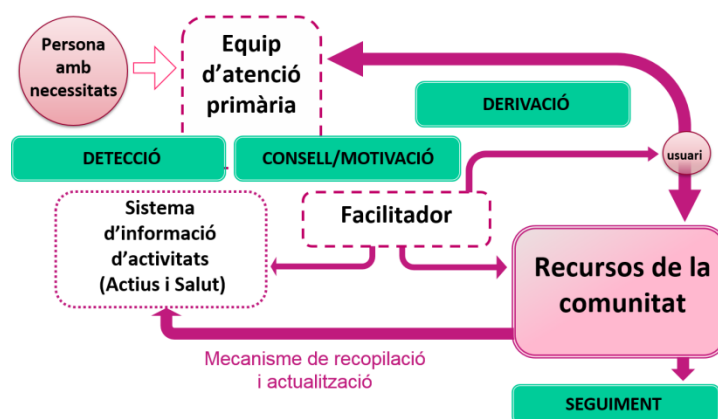 Persona
amb
necessitats
Equip
d'atenció
primària
DERIVACIÓ
DETECCIÓ
CONSELL/MOTIVACIÓ
usuari
Sistema
d'informació
d'activitats
(Actius i Salut)
Facilitador
Recursos de la
comunitat
Mecanisme de recopilació
i actualització
SEGUIMENT